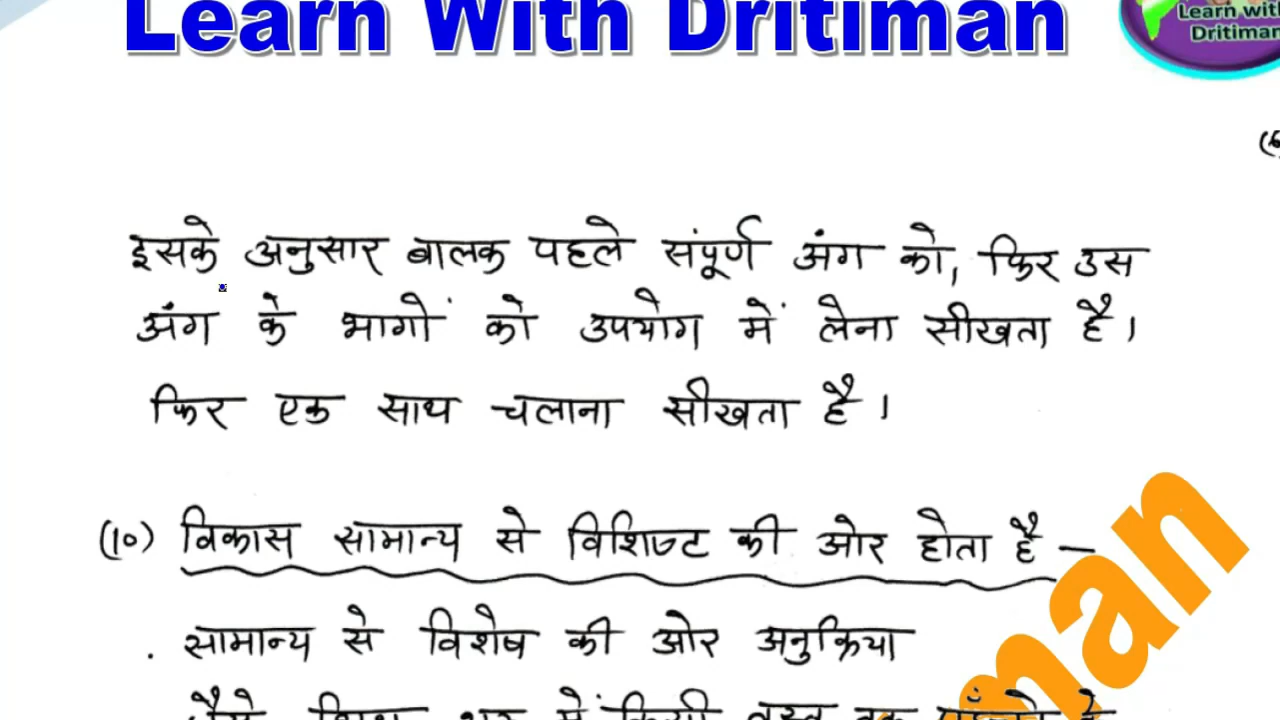 Learn With Dritiman
Learn with
Dritiman
इसके अनुसार बालक पहले संपूर्ण अंग को, फिर उस
अंग के भागों को उपयोग में लेना सीखता है।
फिर एक साथ चलाना सीखता है।
(10) विकास सामान्य से विशिष्ट की ओर होता है —
. सामान्य से विशेष की ओर अनुक्रिया
man